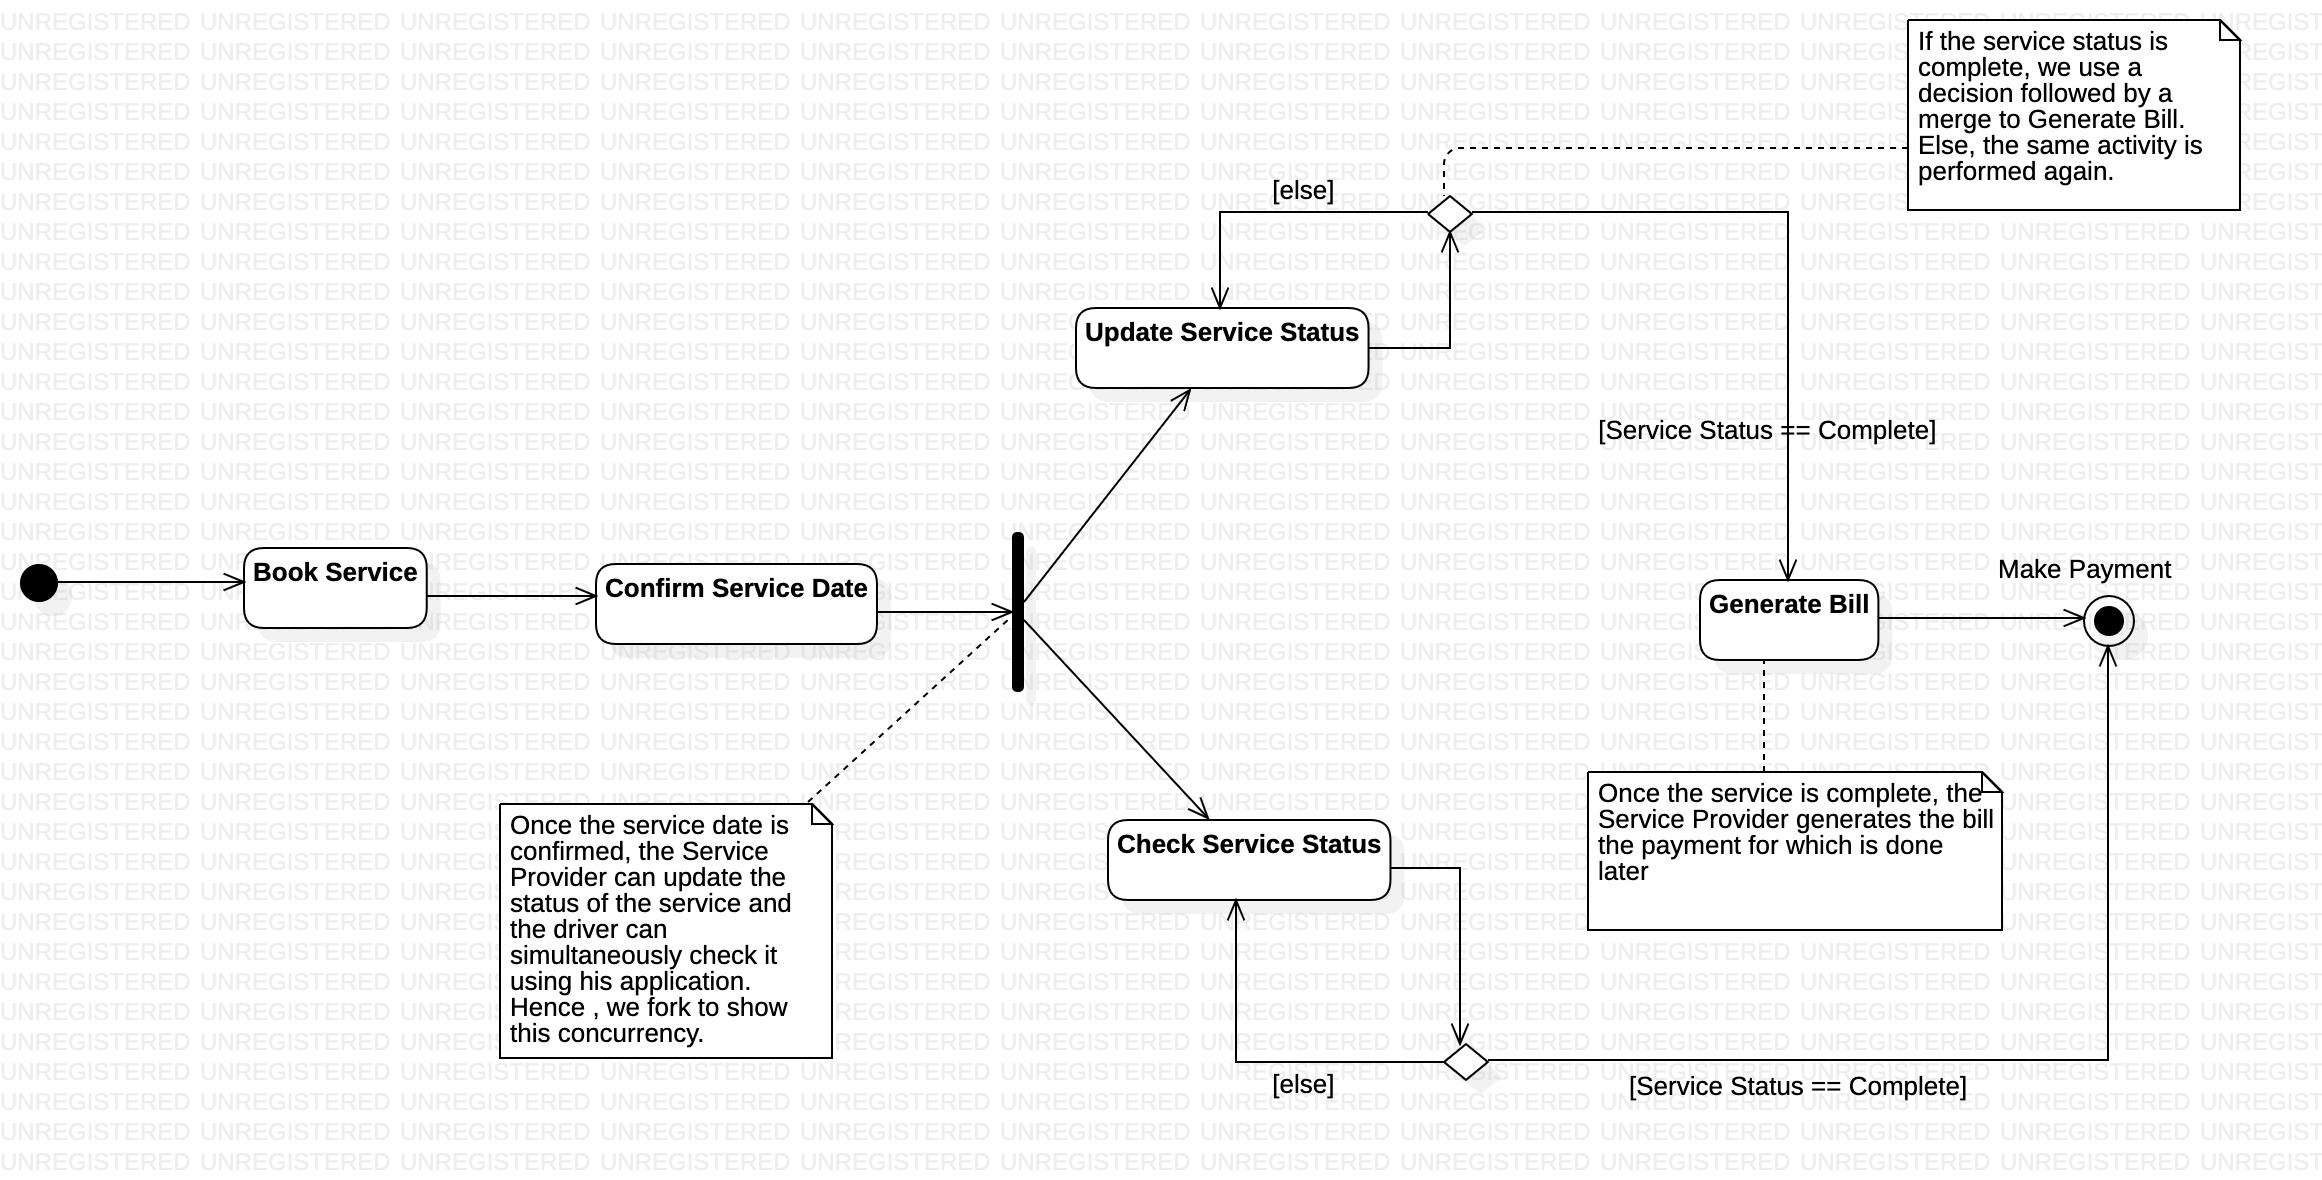 If the service status is
complete, we use a
decision followed by a
merge to Generate Bill.
Else, the same activity is
performed again.
[else]
Update Service Status
[Service Status == Complete]
Book Service
Confirm Service Date
Generate Bill
Make Payment
Once the service date is
confirmed, the Service
Provider can update the
status of the service and
the driver can
simultaneously check it
using his application.
Hence , we fork to show
this concurrency.
Check Service Status
Once the service is complete, the
Service Provider generates the bill
the payment for which is done
later
[else]
[Service Status == Complete]
UNREGISTERED